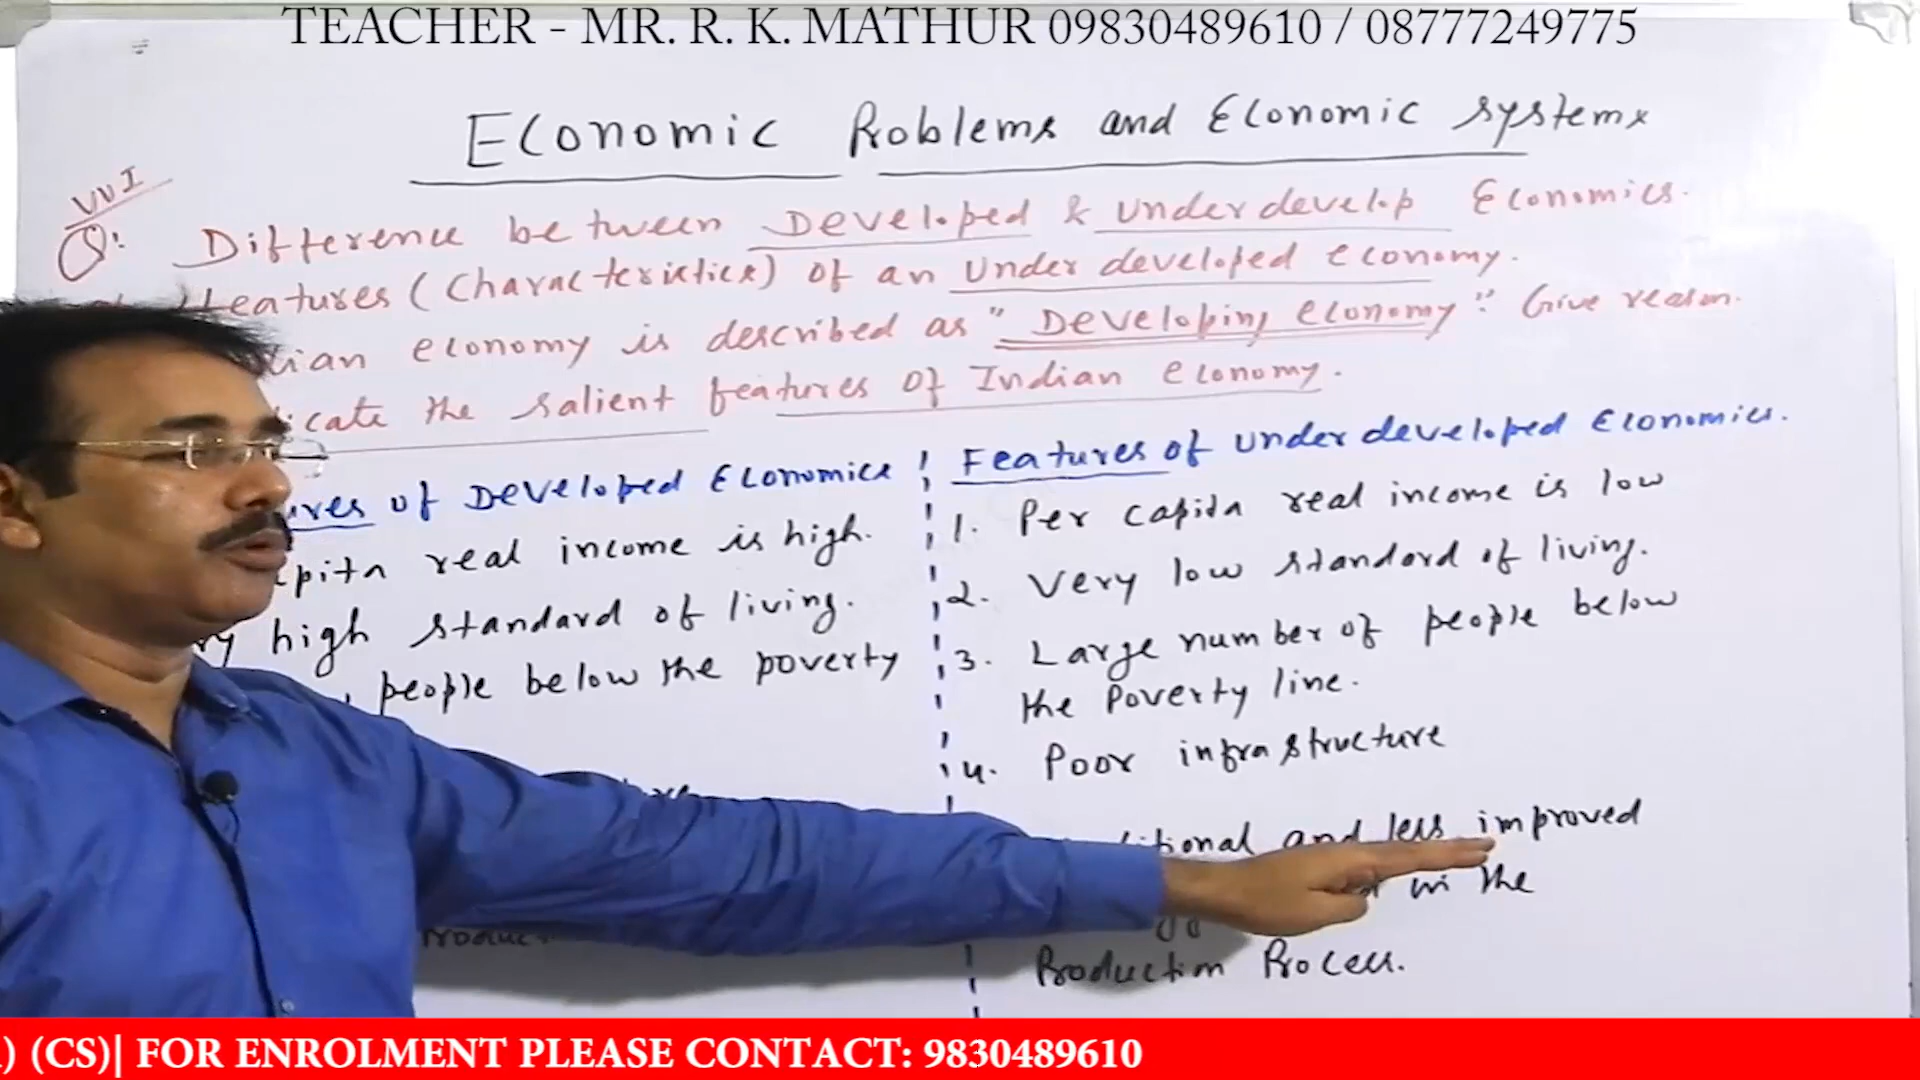 TEACHER - MR. R. K. MATHUR 09830489610 / 08777249775
Economic Problems and Economic systems
VVI
Q: Difference between Developed & Underdevelop Economics.
Features (Characteristics) of an Underdeveloped economy.
economy is described as "Developing economy". Give reason.
the salient features of Indian economy.
of Developed Economics
real income is high.
high standard of living.
people below the poverty
Features of underdeveloped Economics.
1. Per capita real income is low
2. Very low standard of living.
3. Large number of people below
the Poverty line.
4. Poor infrastructure
and less improved
in the
Production Process.
(CS)| FOR ENROLMENT PLEASE CONTACT: 9830489610